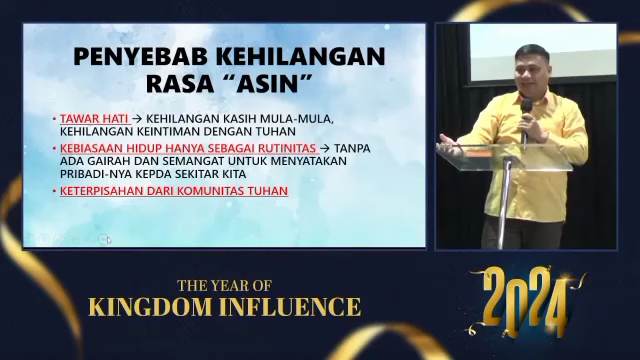 PENYEBAB KEHILANGAN
RASA “ASIN”
• TAWAR HATI → KEHILANGAN KASIH MULA-MULA,
KEHILANGAN KEINTIMAN DENGAN TUHAN
• KEBIASAAN HIDUP HANYA SEBAGAI RUTINITAS → TANPA
ADA GAIRAH DAN SEMANGAT UNTUK MENYATAKAN
PRIBADI-NYA KEPDA SEKITAR KITA
• KETERPISAHAN DARI KOMUNITAS TUHAN
THE YEAR OF
KINGDOM INFLUENCE
2024